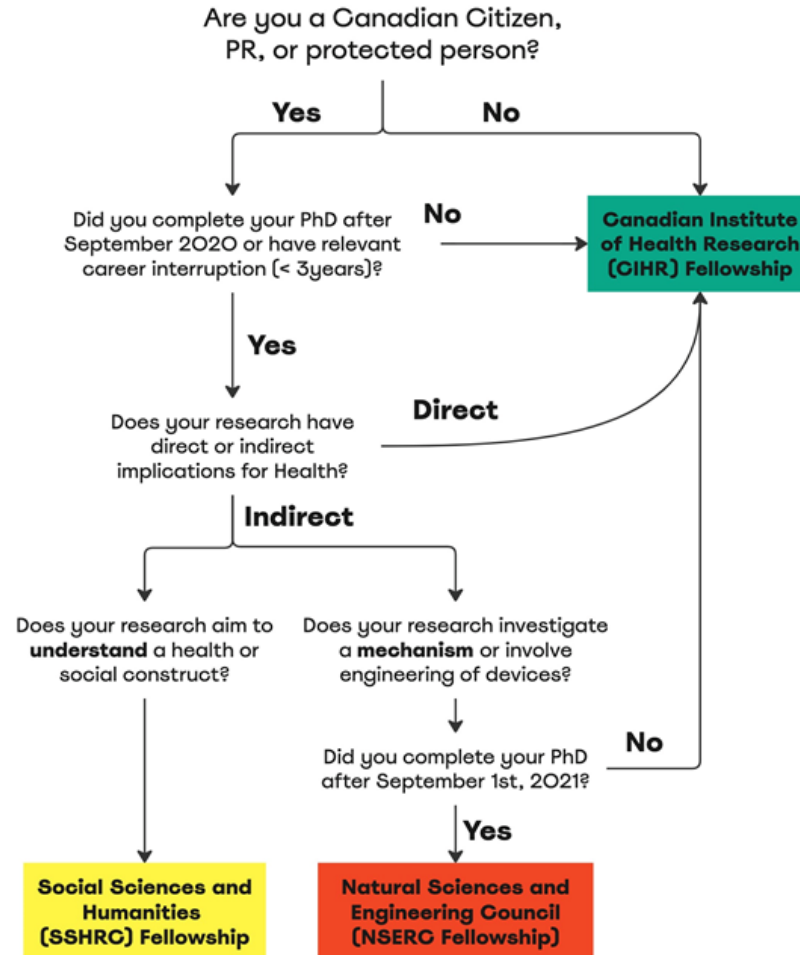 Are you a Canadian Citizen,
PR, or protected person?
Yes
No
Did you complete your PhD after
September 2020 or have relevant
career interruption (< 3years)?
No
Canadian Institute
of Health Research
(CIHR) Fellowship
Yes
Does your research have
direct or indirect
implications for Health?
Direct
Indirect
Does your research aim to
understand a health or
social construct?
Does your research investigate
a mechanism or involve
engineering of devices?
Did you complete your PhD
after September 1st, 2021?
No
Yes
Social Sciences and
Humanities
(SSHRC) Fellowship
Natural Sciences and
Engineering Council
(NSERC Fellowship)